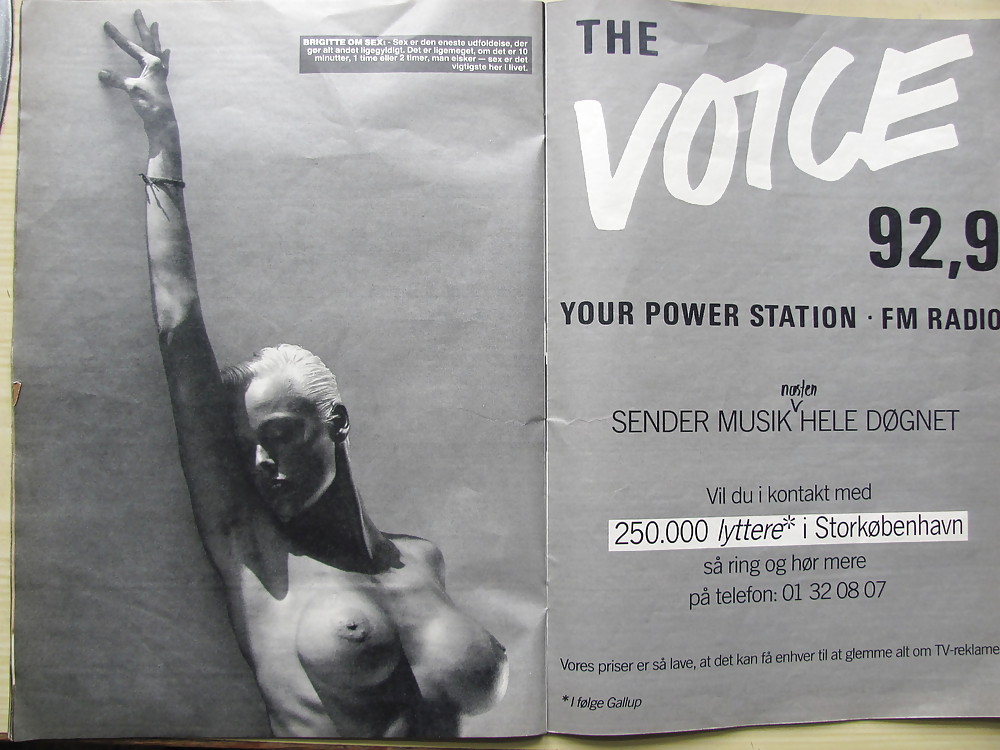 BRIGITTE OM SEX: - Sex er den eneste udfoldelse, der
gør alt andet ligegyldigt. Det er ligemeget, om det er 10
minutter, 1 time eller 2 timer, man elsker — sex er det
vigtigste her i livet.
THE
VOICE
92,9
YOUR POWER STATION · FM RADIO
næsten
SENDER MUSIK HELE DØGNET
Vil du i kontakt med
250.000 lyttere* i Storkøbenhavn
så ring og hør mere
på telefon: 01 32 08 07
Vores priser er så lave, at det kan få enhver til at glemme alt om TV-reklame
* I følge Gallup